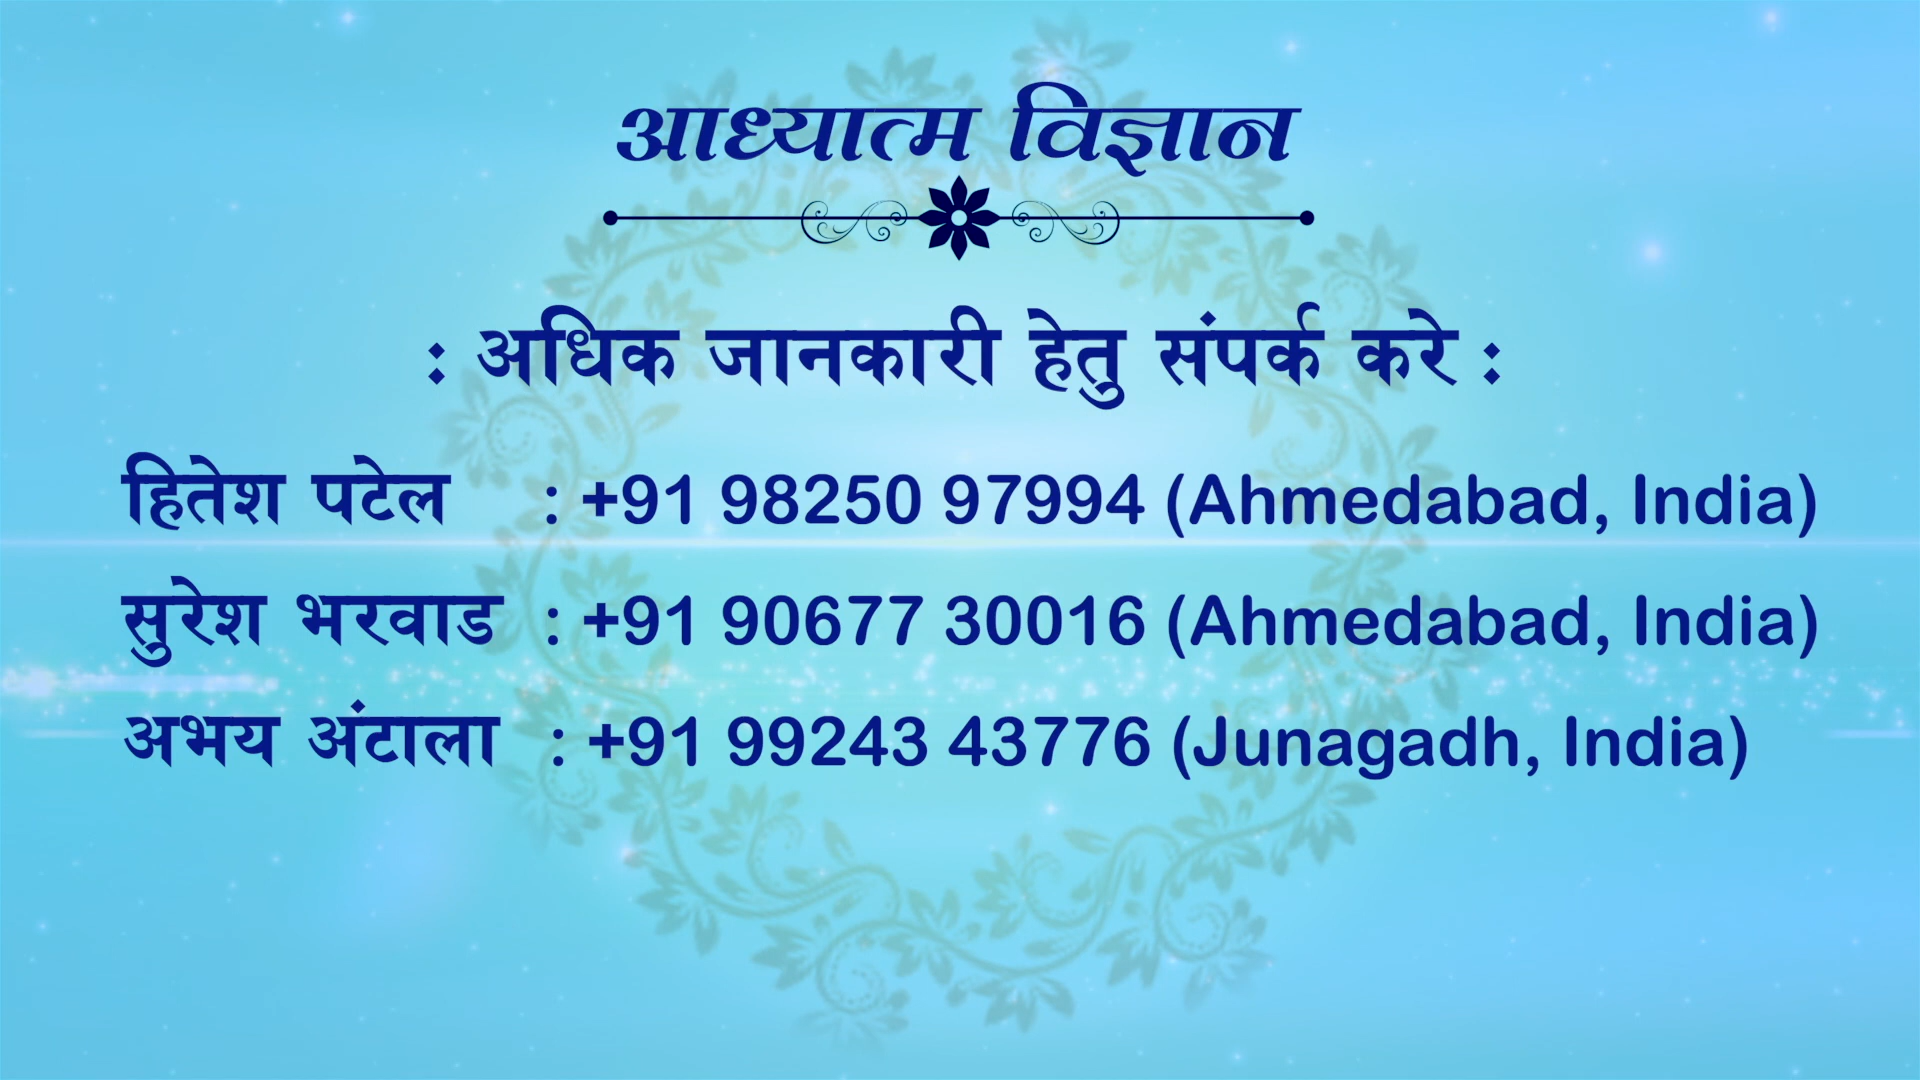 आध्यात्म विज्ञान
: अधिक जानकारी हेतु संपर्क करे :
हितेश पटेल : +91 98250 97994 (Ahmedabad, India)
सुरेश भरवाड : +91 90677 30016 (Ahmedabad, India)
अभय अंटाला : +91 99243 43776 (Junagadh, India)